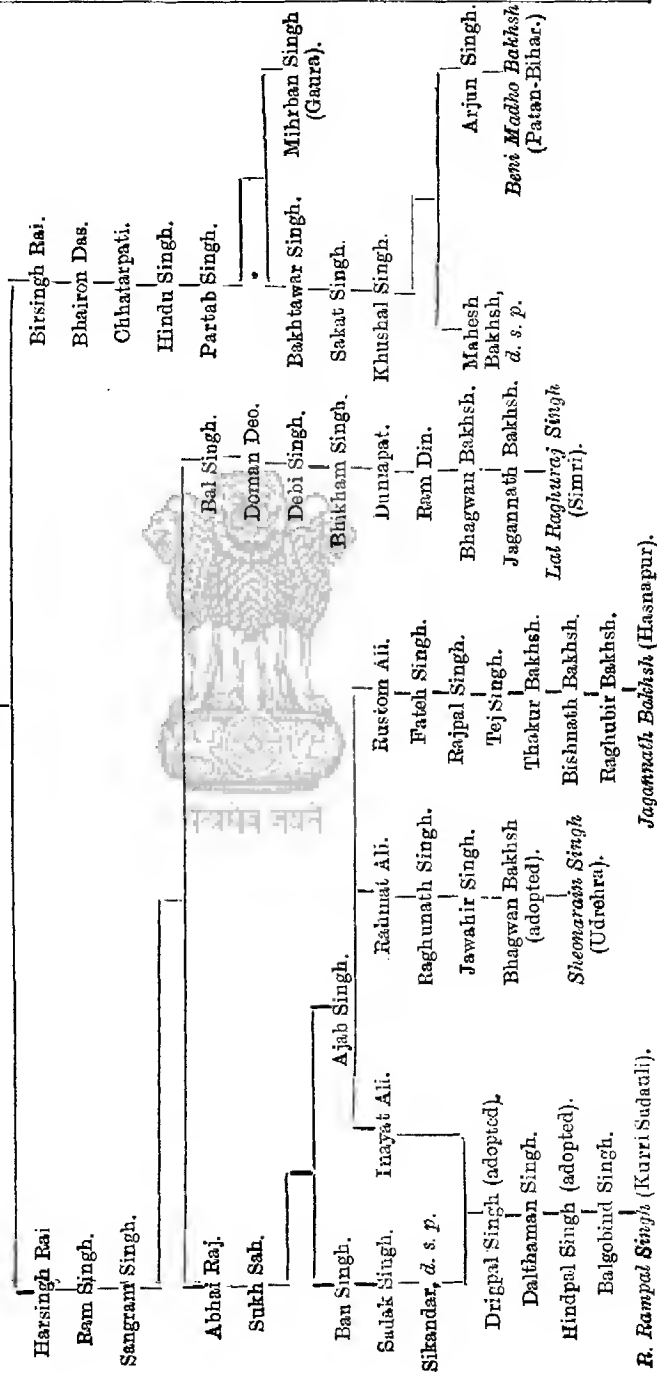 Harsingh Rai
Ram Singh.
Sangram Singh.
Abhai Raj.
Sukh Sah.
Ban Singh.
Sadak Singh.
Sikandar, d. s. p.
Drigpal Singh (adopted).
Dalthaman Singh.
Hindpal Singh (adopted).
Balgobind Singh.
R. Rampal Singh (Kurri Sudauli).
Ajab Singh.
Inayat Ali.
Rahmat Ali.
Raghunath Singh.
Jawahir Singh.
Bhagwan Bakhsh
(adopted).
Sheonarain Singh
(Udrehra).
Rustom Ali.
Fateh Singh.
Rajpal Singh.
Tej Singh.
Thakur Bakhsh.
Bishnath Bakhsh.
Raghubir Bakhsh.
Jagannath Bakhsh (Hasnapur).
Bal Singh.
Doman Deo.
Debi Singh.
Bhikham Singh.
Duniapat.
Ram Din.
Bhagwan Bakhsh.
Jagannath Bakhsh.
Lal Raghuraj Singh
(Simri).
Birsingh Rai.
Bhairon Das.
Chhatarpati.
Hindu Singh.
Partab Singh.
Bakhtawar Singh.
Sakat Singh.
Khushal Singh.
Mahesh
Bakhsh,
d. s. p.
Mihrban Singh
(Gaura).
Arjun Singh.
Beni Madho Bakhsh
(Patan-Bihar.)
सत्यमेव जयते